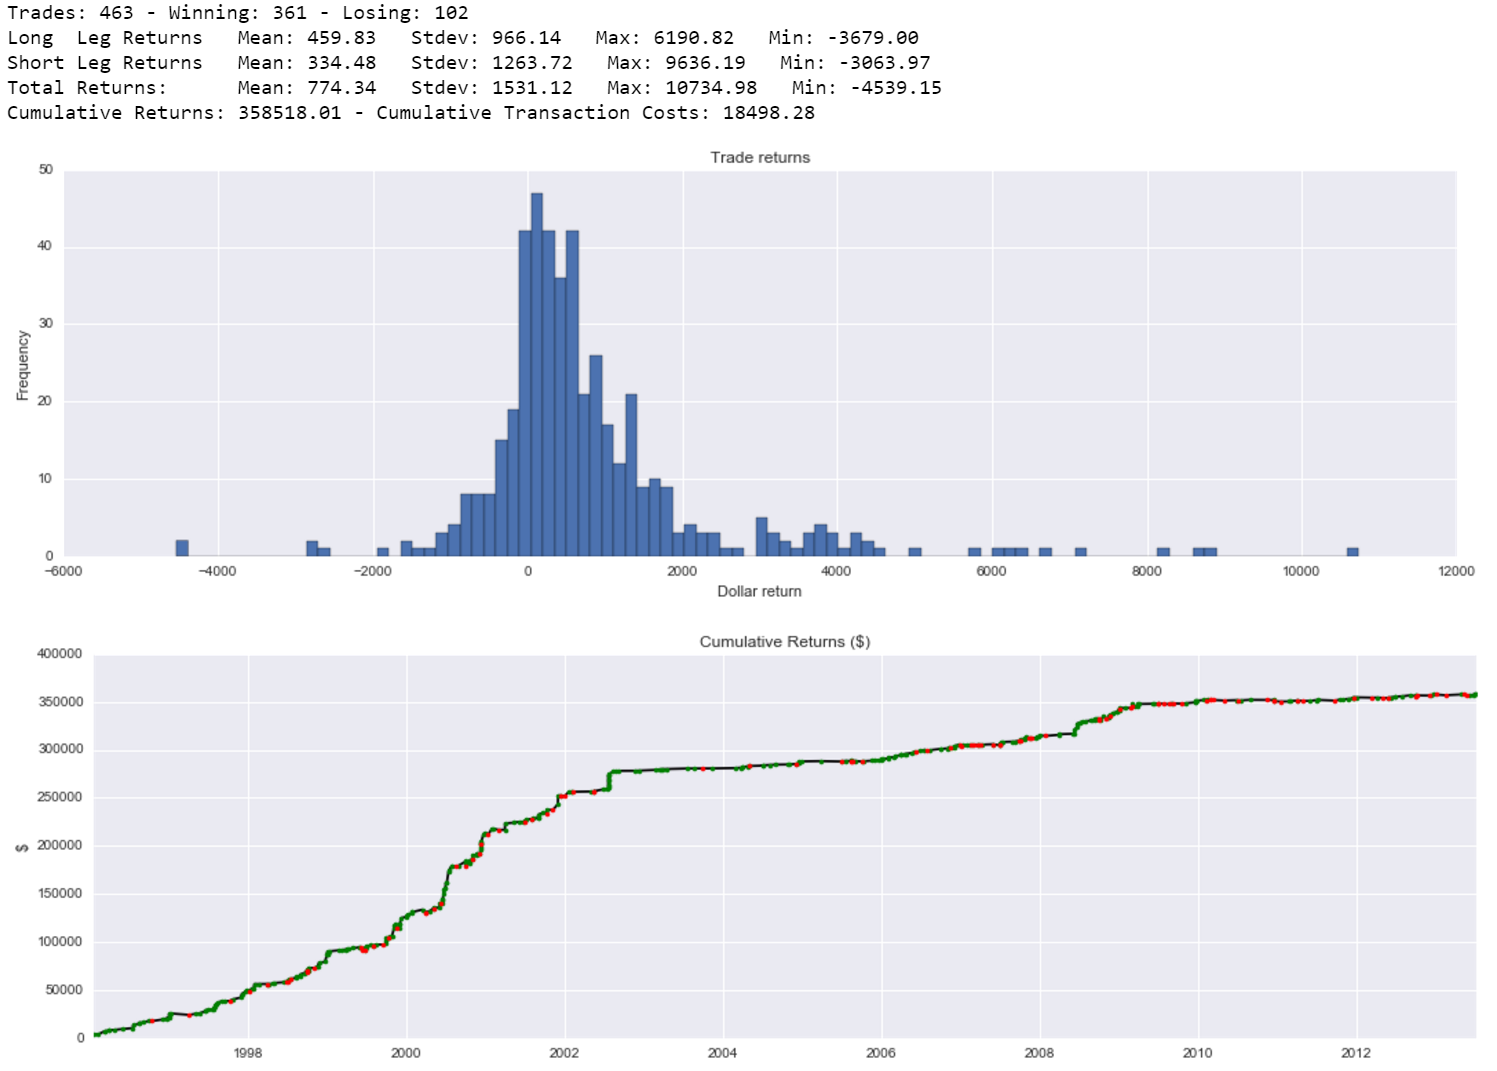 Trades: 463 - Winning: 361 - Losing: 102
Long  Leg Returns   Mean: 459.83   Stdev: 966.14   Max: 6190.82   Min: -3679.00
Short Leg Returns   Mean: 334.48   Stdev: 1263.72   Max: 9636.19   Min: -3063.97
Total Returns:      Mean: 774.34   Stdev: 1531.12   Max: 10734.98   Min: -4539.15
Cumulative Returns: 358518.01 - Cumulative Transaction Costs: 18498.28
Trade returns
50
40
30
20
10
0
Frequency
−6000 −4000 −2000 0 2000 4000 6000 8000 10000 12000
Dollar return
Cumulative Returns ($)
400000
350000
300000
250000
200000
150000
100000
50000
0
$
1998 2000 2002 2004 2006 2008 2010 2012